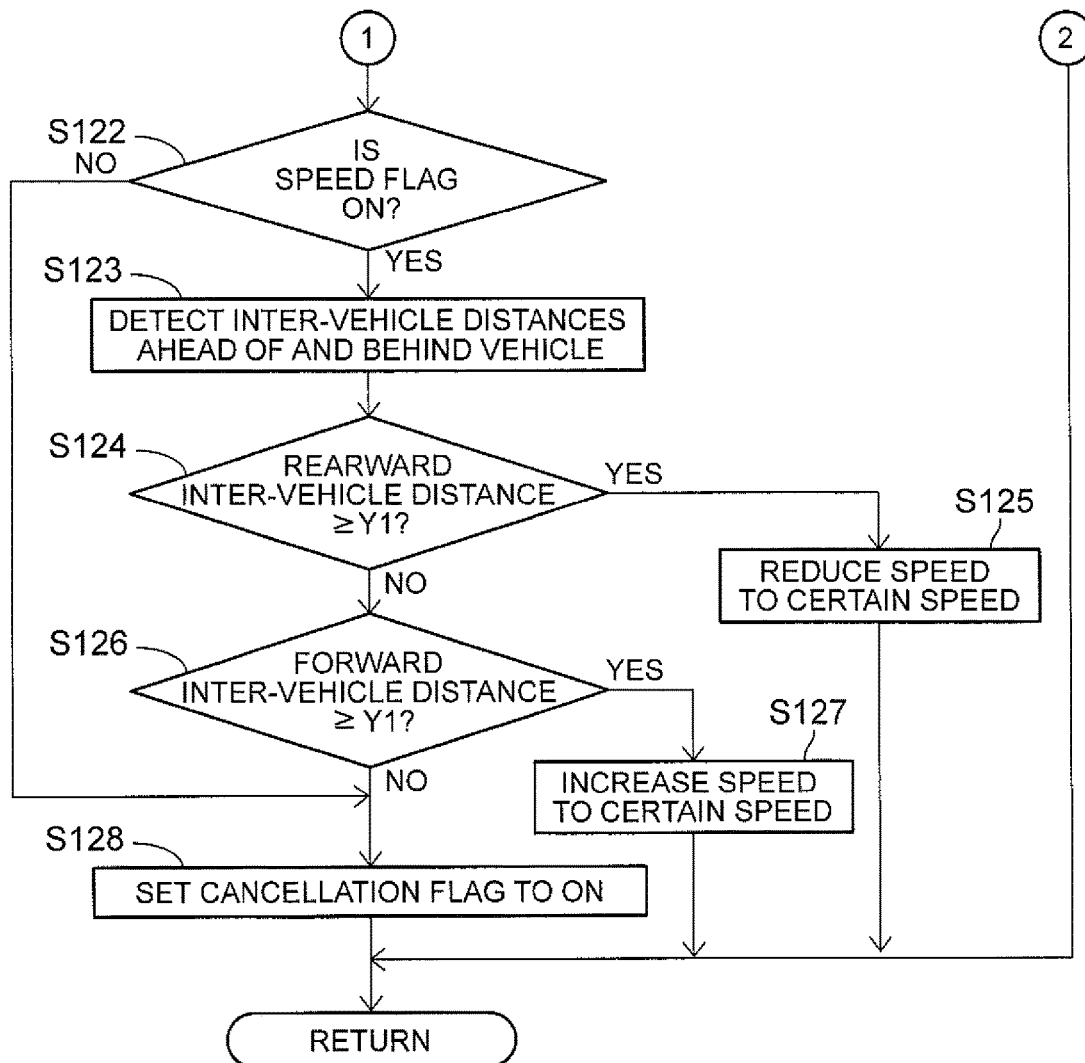 1
2
S122
NO
IS
SPEED FLAG
ON?
YES
S123
DETECT INTER-VEHICLE DISTANCES
AHEAD OF AND BEHIND VEHICLE
S124
REARWARD
INTER-VEHICLE DISTANCE
≥Y1?
YES
NO
S125
REDUCE SPEED
TO CERTAIN SPEED
S126
FORWARD
INTER-VEHICLE DISTANCE
≥ Y1?
YES
NO
S127
INCREASE SPEED
TO CERTAIN SPEED
S128
SET CANCELLATION FLAG TO ON
RETURN